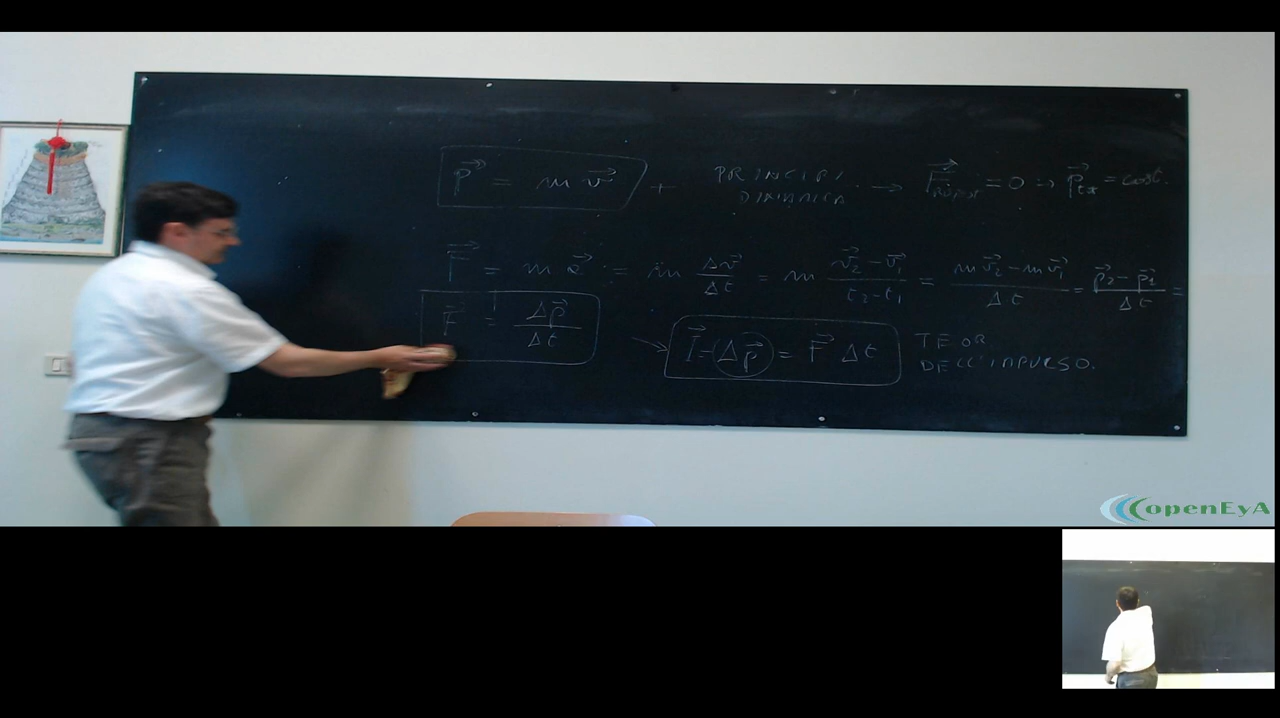 p⃗ = m v⃗ + PRINCIPI DINAMICA → F⃗ = 0 ⇒ p⃗ = cost.
F⃗ = m a⃗ = m Δv⃗/Δt = m (v⃗2 - v⃗1)/(t2 - t1) = (m v⃗2 - m v⃗1)/Δt = (p⃗2 - p⃗1)/Δt =
F⃗ = Δp⃗/Δt → I⃗ = Δp⃗ = F⃗ Δt TEOR
DELL'IMPULSO.
openEyA